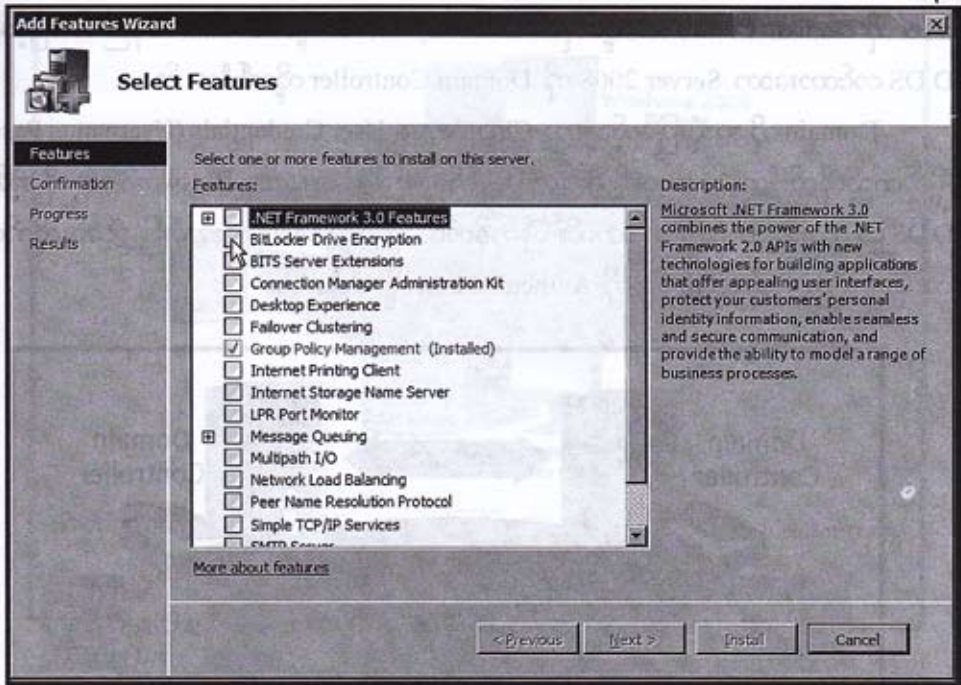 Add Features Wizard
Select Features
Features
Confirmation
Progress
Results
Select one or more features to install on this server.
Features:
.NET Framework 3.0 Features
BitLocker Drive Encryption
BITS Server Extensions
Connection Manager Administration Kit
Desktop Experience
Failover Clustering
Group Policy Management (Installed)
Internet Printing Client
Internet Storage Name Server
LPR Port Monitor
Message Queuing
Multipath I/O
Network Load Balancing
Peer Name Resolution Protocol
Simple TCP/IP Services
SMTP Server
More about features
Description:
Microsoft .NET Framework 3.0
combines the power of the .NET
Framework 2.0 APIs with new
technologies for building applications
that offer appealing user interfaces,
protect your customers' personal
identity information, enable seamless
and secure communication, and
provide the ability to model a range of
business processes.
< Previous
Next >
Install
Cancel